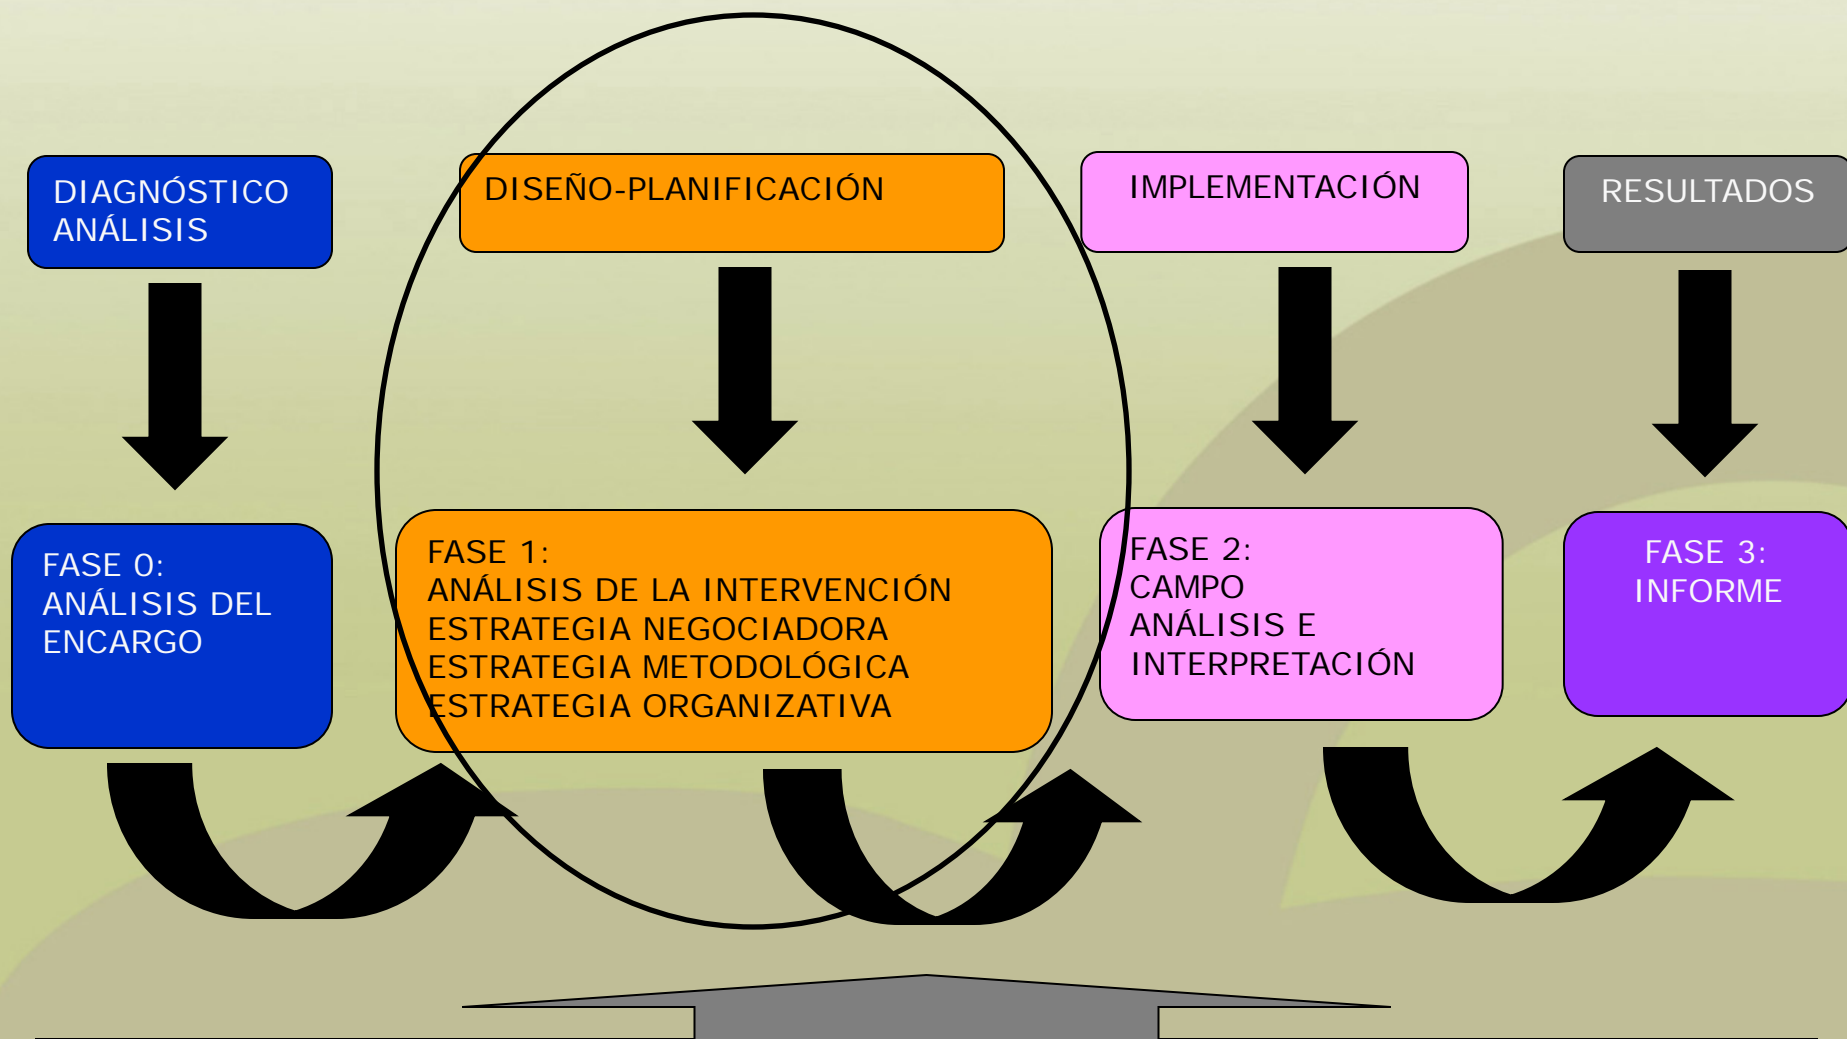 DIAGNÓSTICO
ANÁLISIS
DISEÑO-PLANIFICACIÓN
IMPLEMENTACIÓN
RESULTADOS
FASE 0:
ANÁLISIS DEL
ENCARGO
FASE 1:
ANÁLISIS DE LA INTERVENCIÓN
ESTRATEGIA NEGOCIADORA
ESTRATEGIA METODOLÓGICA
ESTRATEGIA ORGANIZATIVA
FASE 2:
CAMPO
ANÁLISIS E
INTERPRETACIÓN
FASE 3:
INFORME